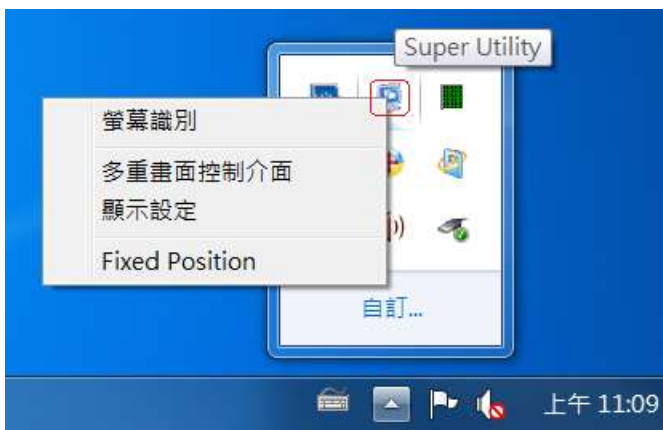 Super Utility
螢幕識別
多重畫面控制介面
顯示設定
Fixed Position
自訂...
上午 11:09